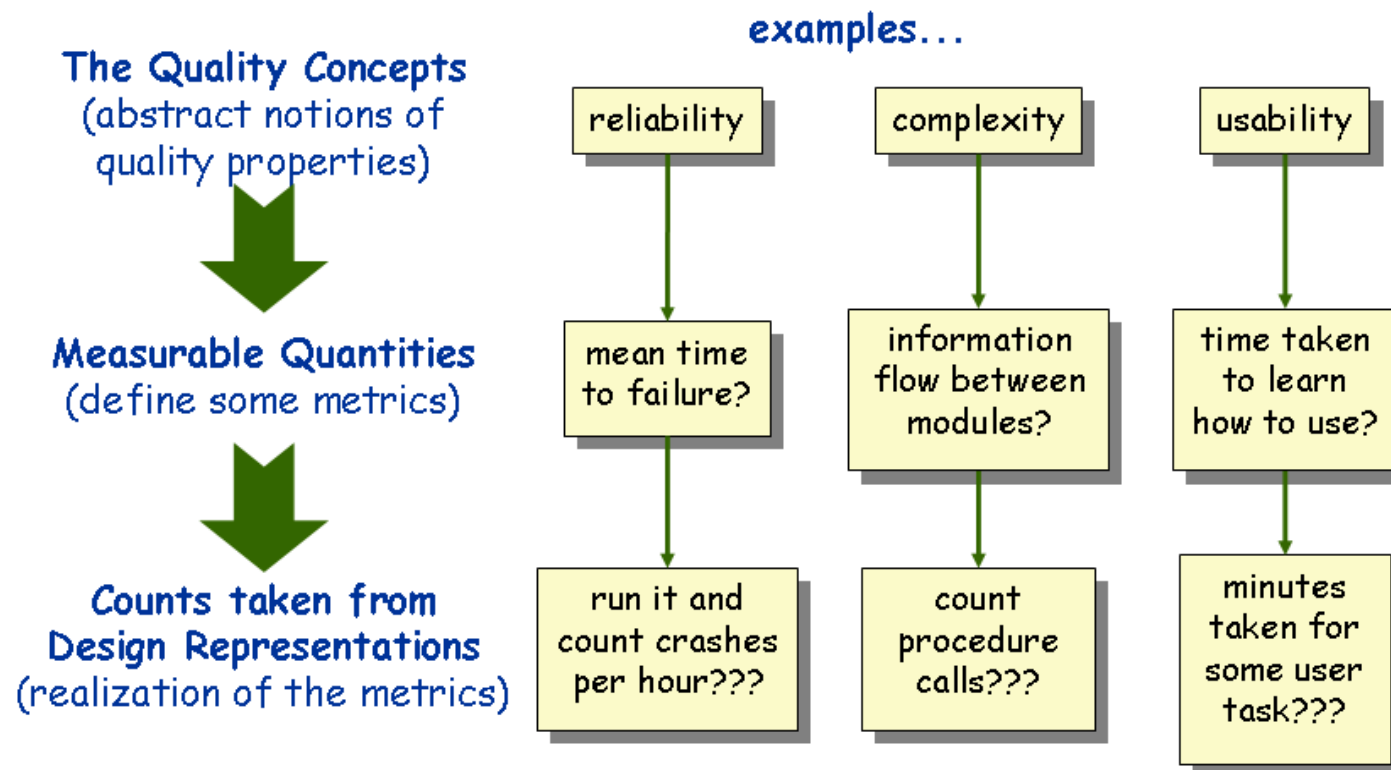 examples...
The Quality Concepts
(abstract notions of
quality properties)
reliability
complexity
usability
Measurable Quantities
(define some metrics)
mean time
to failure?
information
flow between
modules?
time taken
to learn
how to use?
Counts taken from
Design Representations
(realization of the metrics)
run it and
count crashes
per hour???
count
procedure
calls???
minutes
taken for
some user
task???